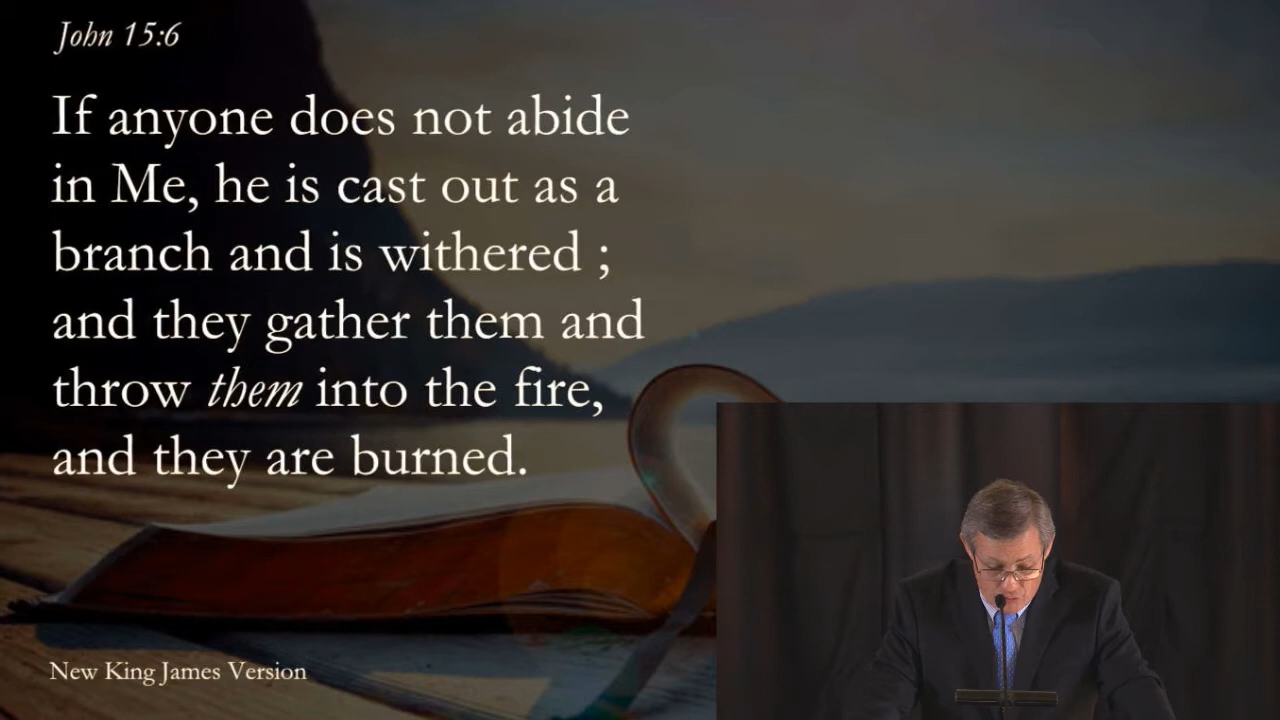 John 15:6
If anyone does not abide
in Me, he is cast out as a
branch and is withered ;
and they gather them and
throw them into the fire,
and they are burned.
New King James Version